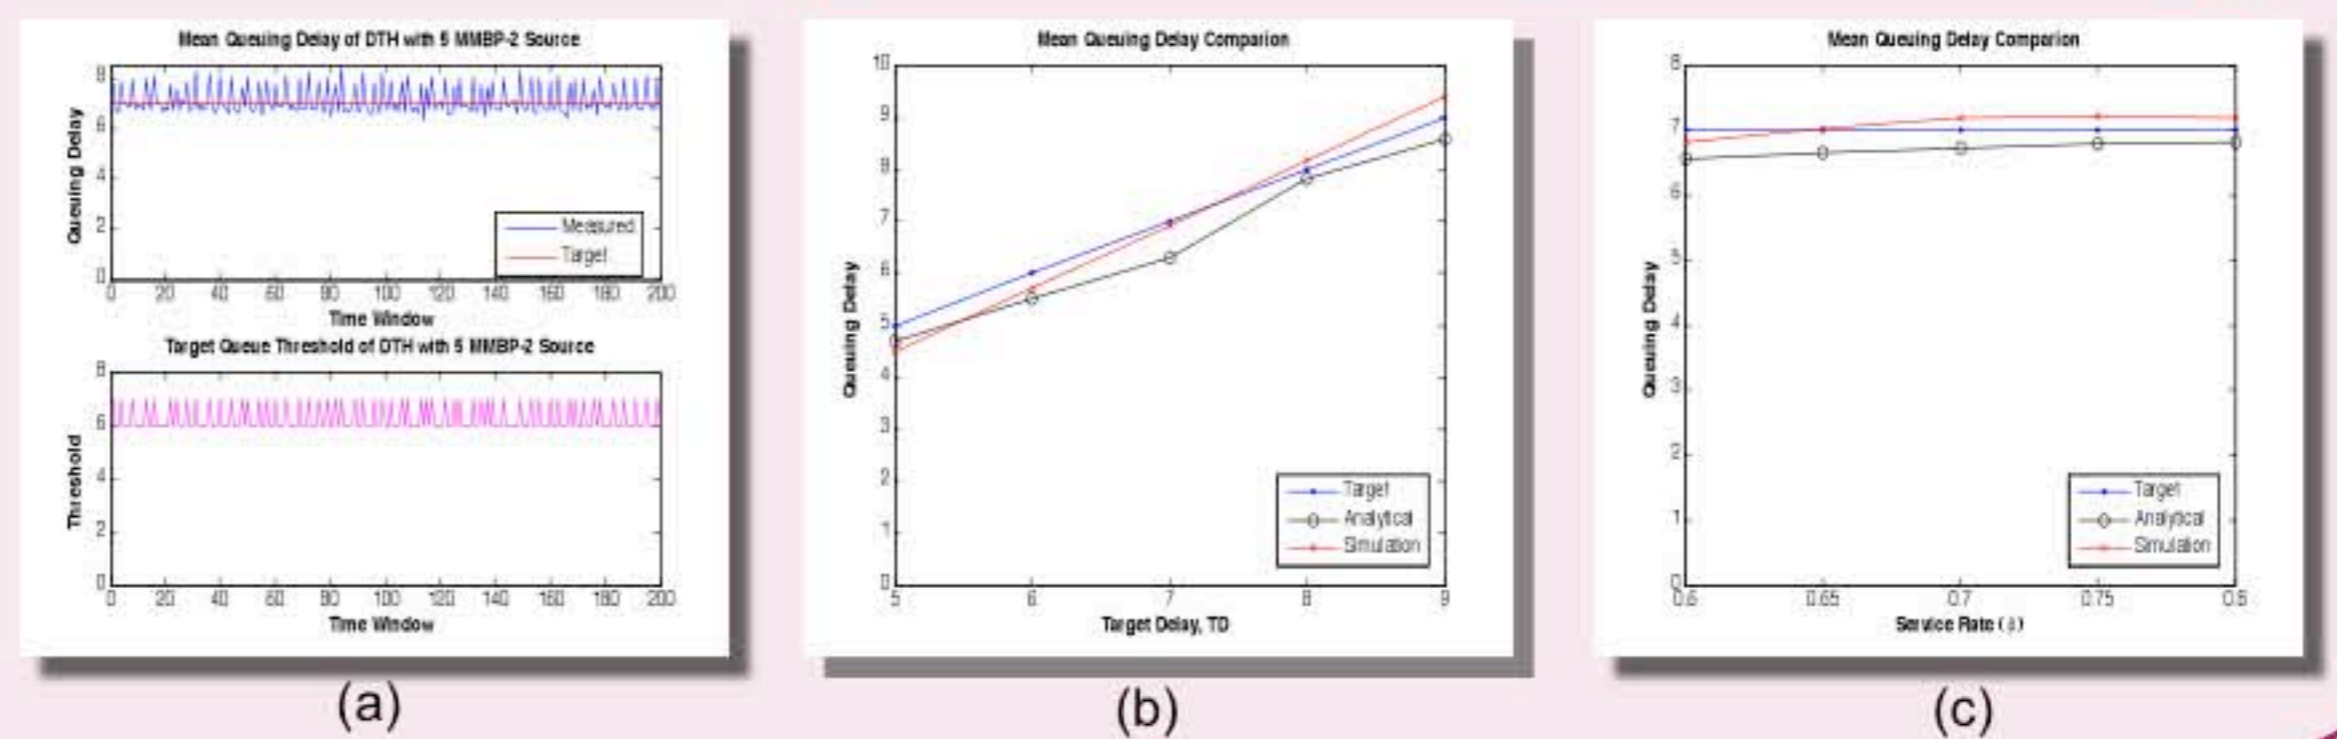 Mean Queuing Delay of DTH with 5 MMBP-2 Source
8
6
4
2
0
Queuing Delay
Measured
Target
0 20 40 60 80 100 120 140 160 180 200
Time Window
Target Queue Threshold of DTH with 5 MMBP-2 Source
8
6
4
2
0
Threshold
0 20 40 60 80 100 120 140 160 180 200
Time Window
(a)
Mean Queuing Delay Comparion
10
9
8
7
6
5
4
3
2
1
0
Queuing Delay
Target
Analytical
Simulation
5 6 7 8 9
Target Delay, TD
(b)
Mean Queuing Delay Comparion
8
7
6
5
4
3
2
1
0
Queuing Delay
Target
Analytical
Simulation
0.6 0.65 0.7 0.75 0.8
Service Rate
(c)